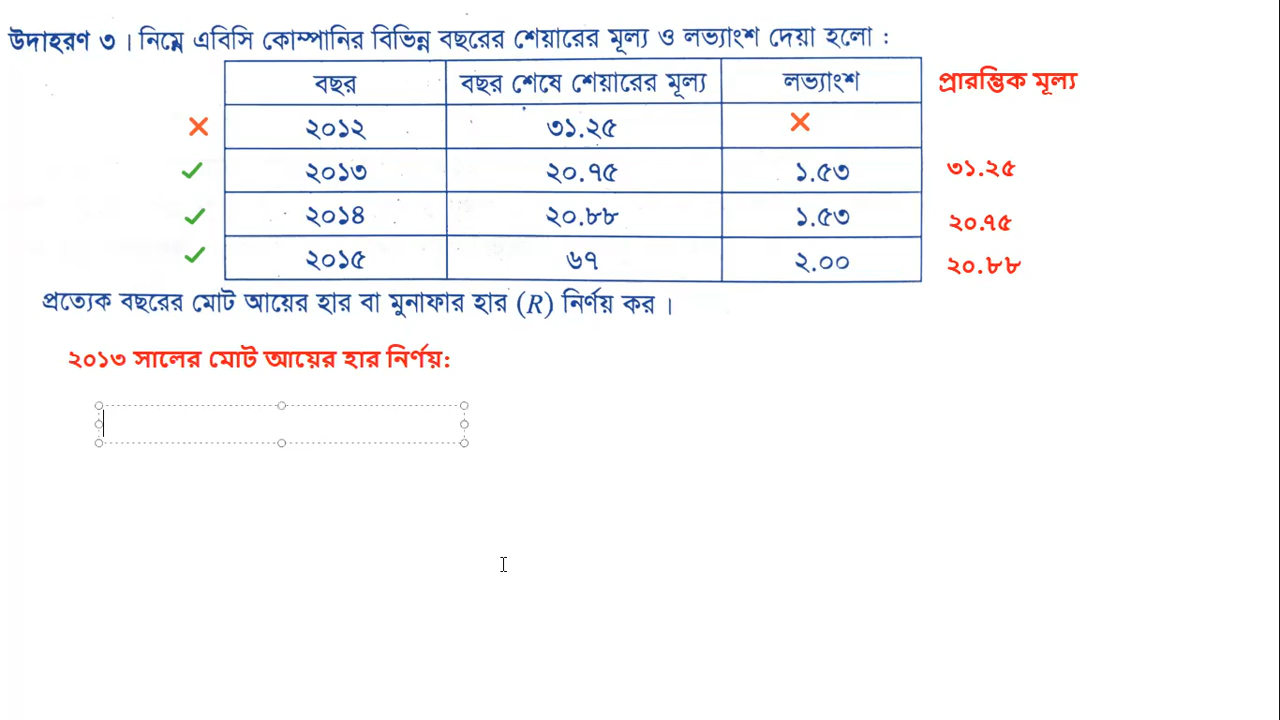 উদাহরণ ৩। নিম্নে এবিসি কোম্পানির বিভিন্ন বছরের শেয়ারের মূল্য ও লভ্যাংশ দেয়া হলো :
বছর বছর শেষে শেয়ারের মূল্য লভ্যাংশ প্রারম্ভিক মূল্য
২০১২ ৩১.২৫
২০১৩ ২০.৭৫ ১.৫৩ ৩১.২৫
২০১৪ ২০.৮৮ ১.৫৩ ২০.৭৫
২০১৫ ৬৭ ২.০০ ২০.৮৮
প্রত্যেক বছরের মোট আয়ের হার বা মুনাফার হার (R) নির্ণয় কর।
২০১৩ সালের মোট আয়ের হার নির্ণয়: